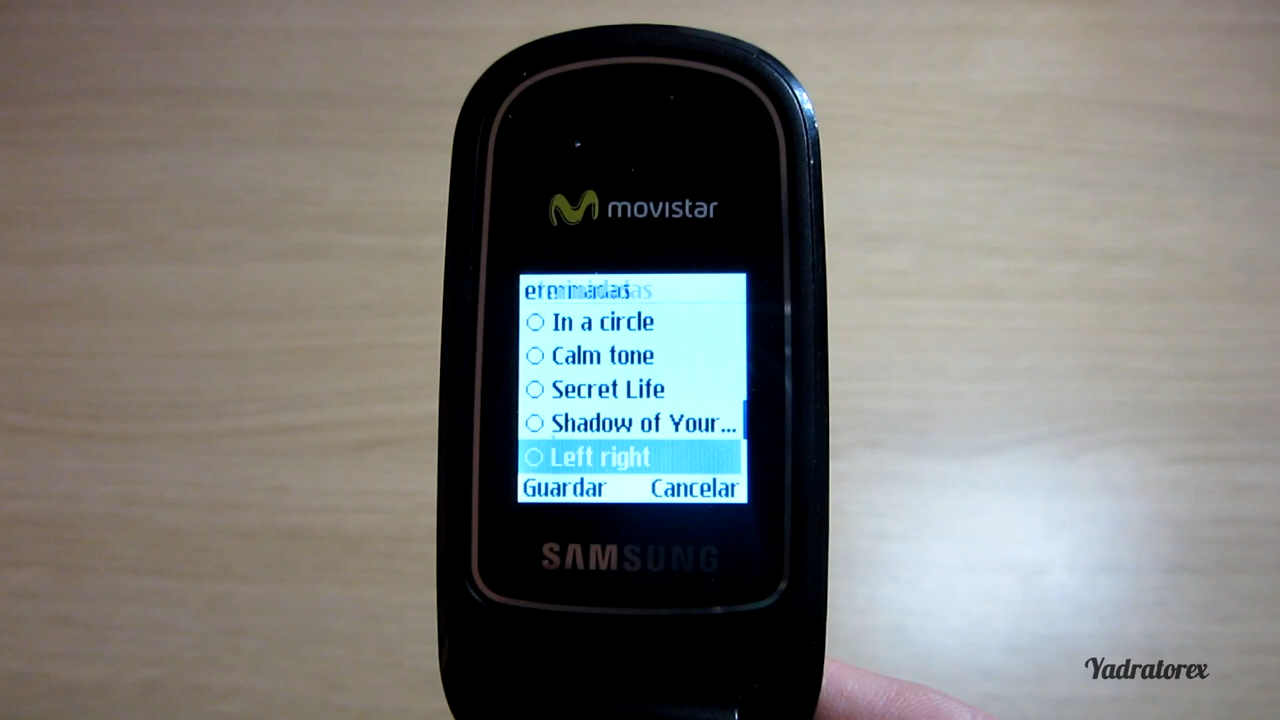 movistar
In a circle
Calm tone
Secret Life
Shadow of Your...
Left right
Guardar Cancelar
SAMSUNG
Yadratorex